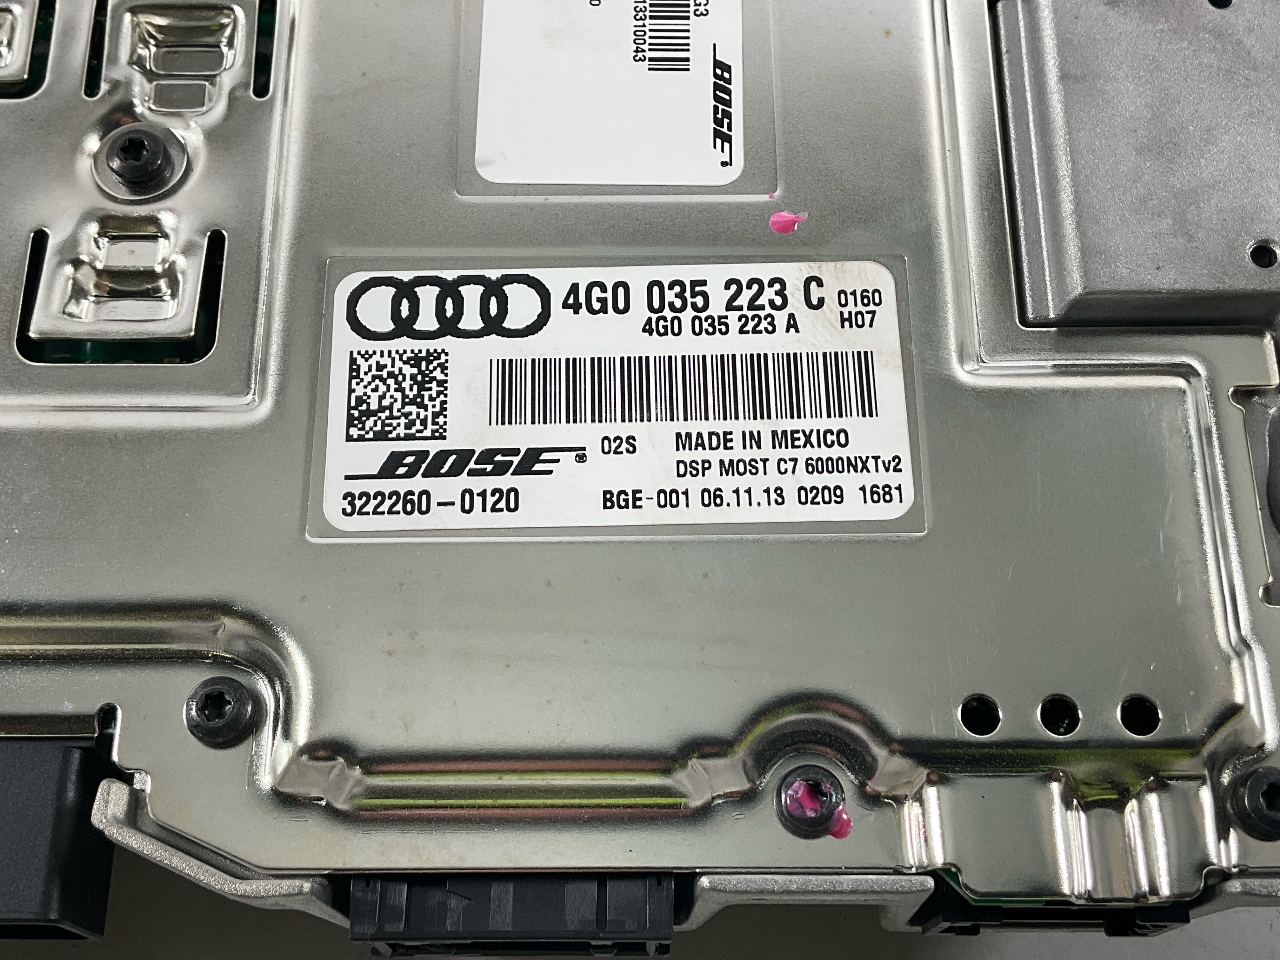 G3
13310043
BOSE
4G0 035 223 C 0160
4G0 035 223 A H07
BOSE® 02S MADE IN MEXICO
DSP MOST C7 6000NXTv2
322260-0120 BGE-001 06.11.13 0209 1681